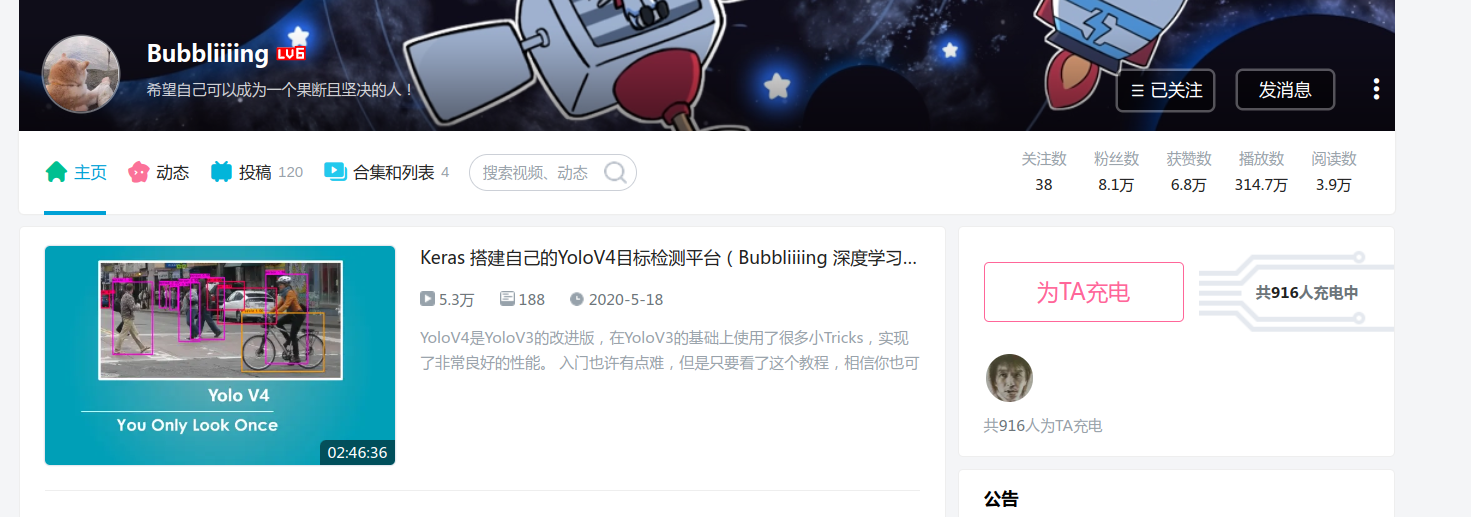 Bubbliiiing LV6
希望自己可以成为一个果断且坚决的人！
已关注
发消息
主页
动态
投稿 120
合集和列表 4
搜索视频、动态
关注数 粉丝数 获赞数 播放数 阅读数
38 8.1万 6.8万 314.7万 3.9万
Yolo V4
You Only Look Once
02:46:36
Keras 搭建自己的YoloV4目标检测平台（Bubbliiiing 深度学习...
5.3万 188 2020-5-18
YoloV4是YoloV3的改进版，在YoloV3的基础上使用了很多小Tricks，实现
了非常良好的性能。 入门也许有点难，但是只要看了这个教程，相信你也可
为TA充电
共916人充电中
共916人为TA充电
公告